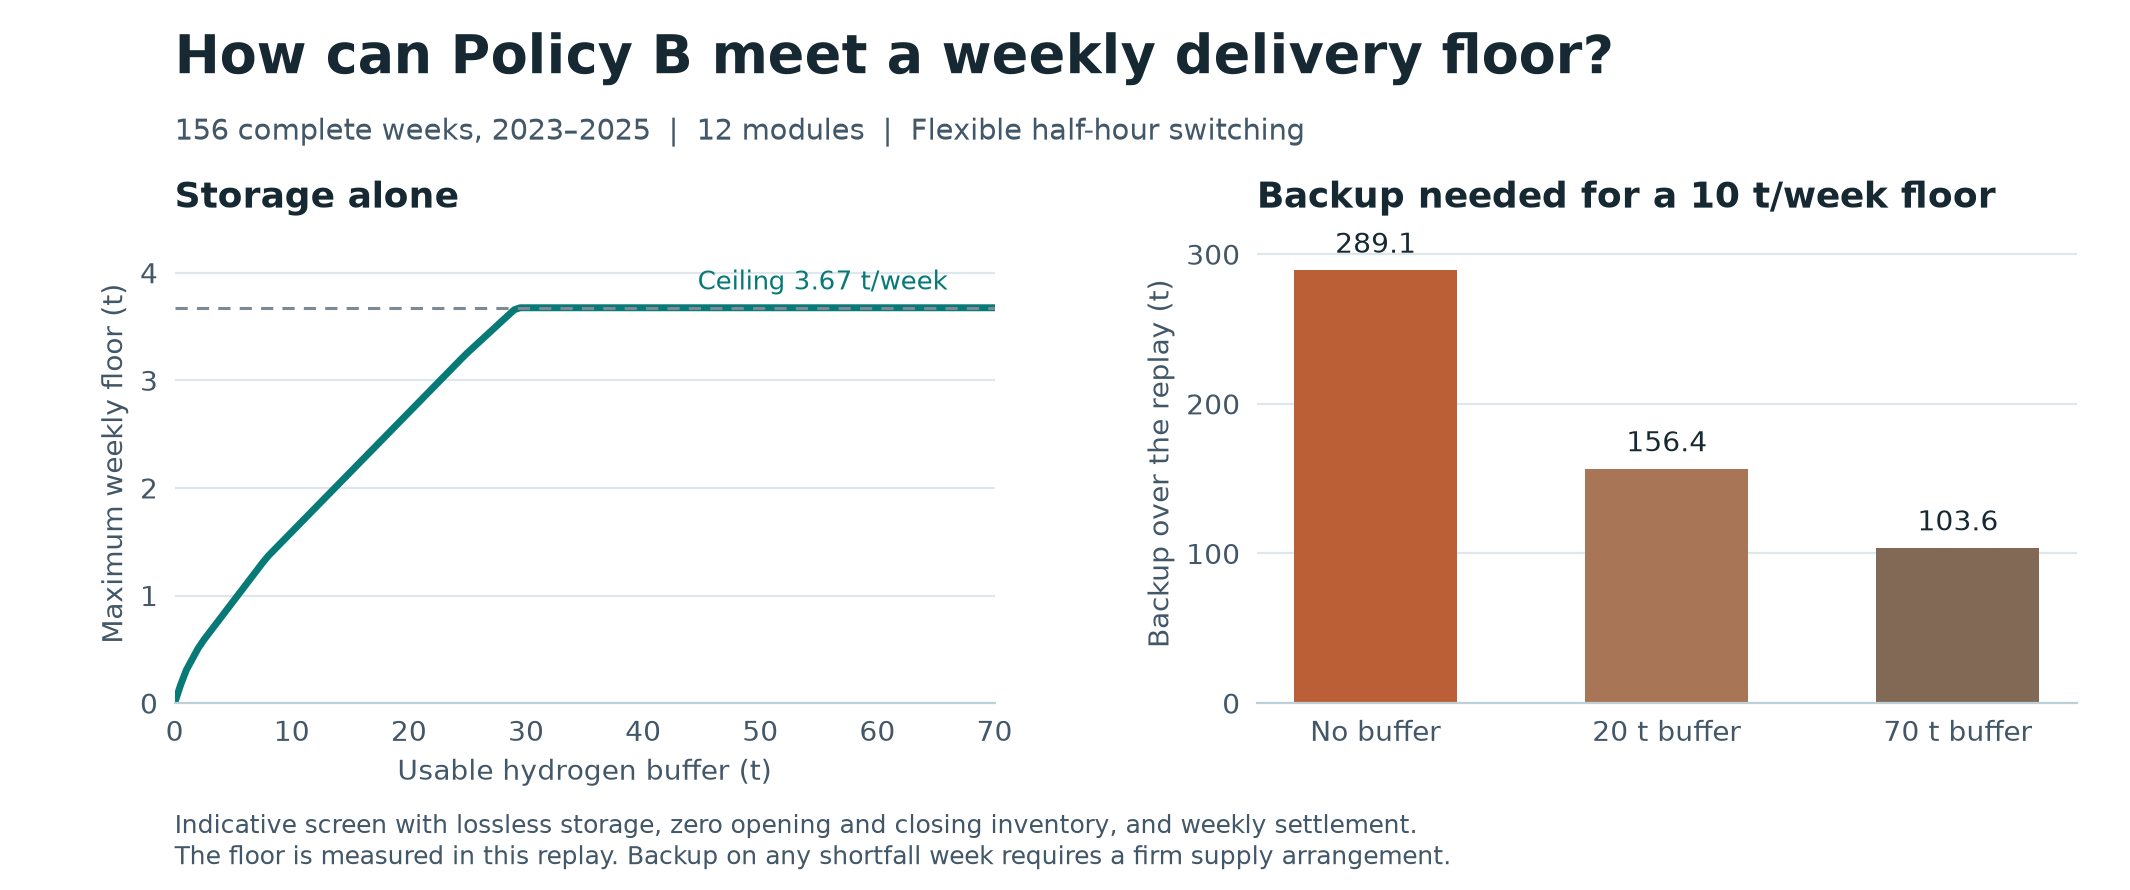 How can Policy B meet a weekly delivery floor?
156 complete weeks, 2023–2025 | 12 modules | Flexible half-hour switching
Storage alone
Maximum weekly floor (t)
4
3
2
1
0
Ceiling 3.67 t/week
0 10 20 30 40 50 60 70
Usable hydrogen buffer (t)
Backup needed for a 10 t/week floor
Backup over the replay (t)
300
200
100
0
289.1
156.4
103.6
No buffer 20 t buffer 70 t buffer
Indicative screen with lossless storage, zero opening and closing inventory, and weekly settlement.
The floor is measured in this replay. Backup on any shortfall week requires a firm supply arrangement.